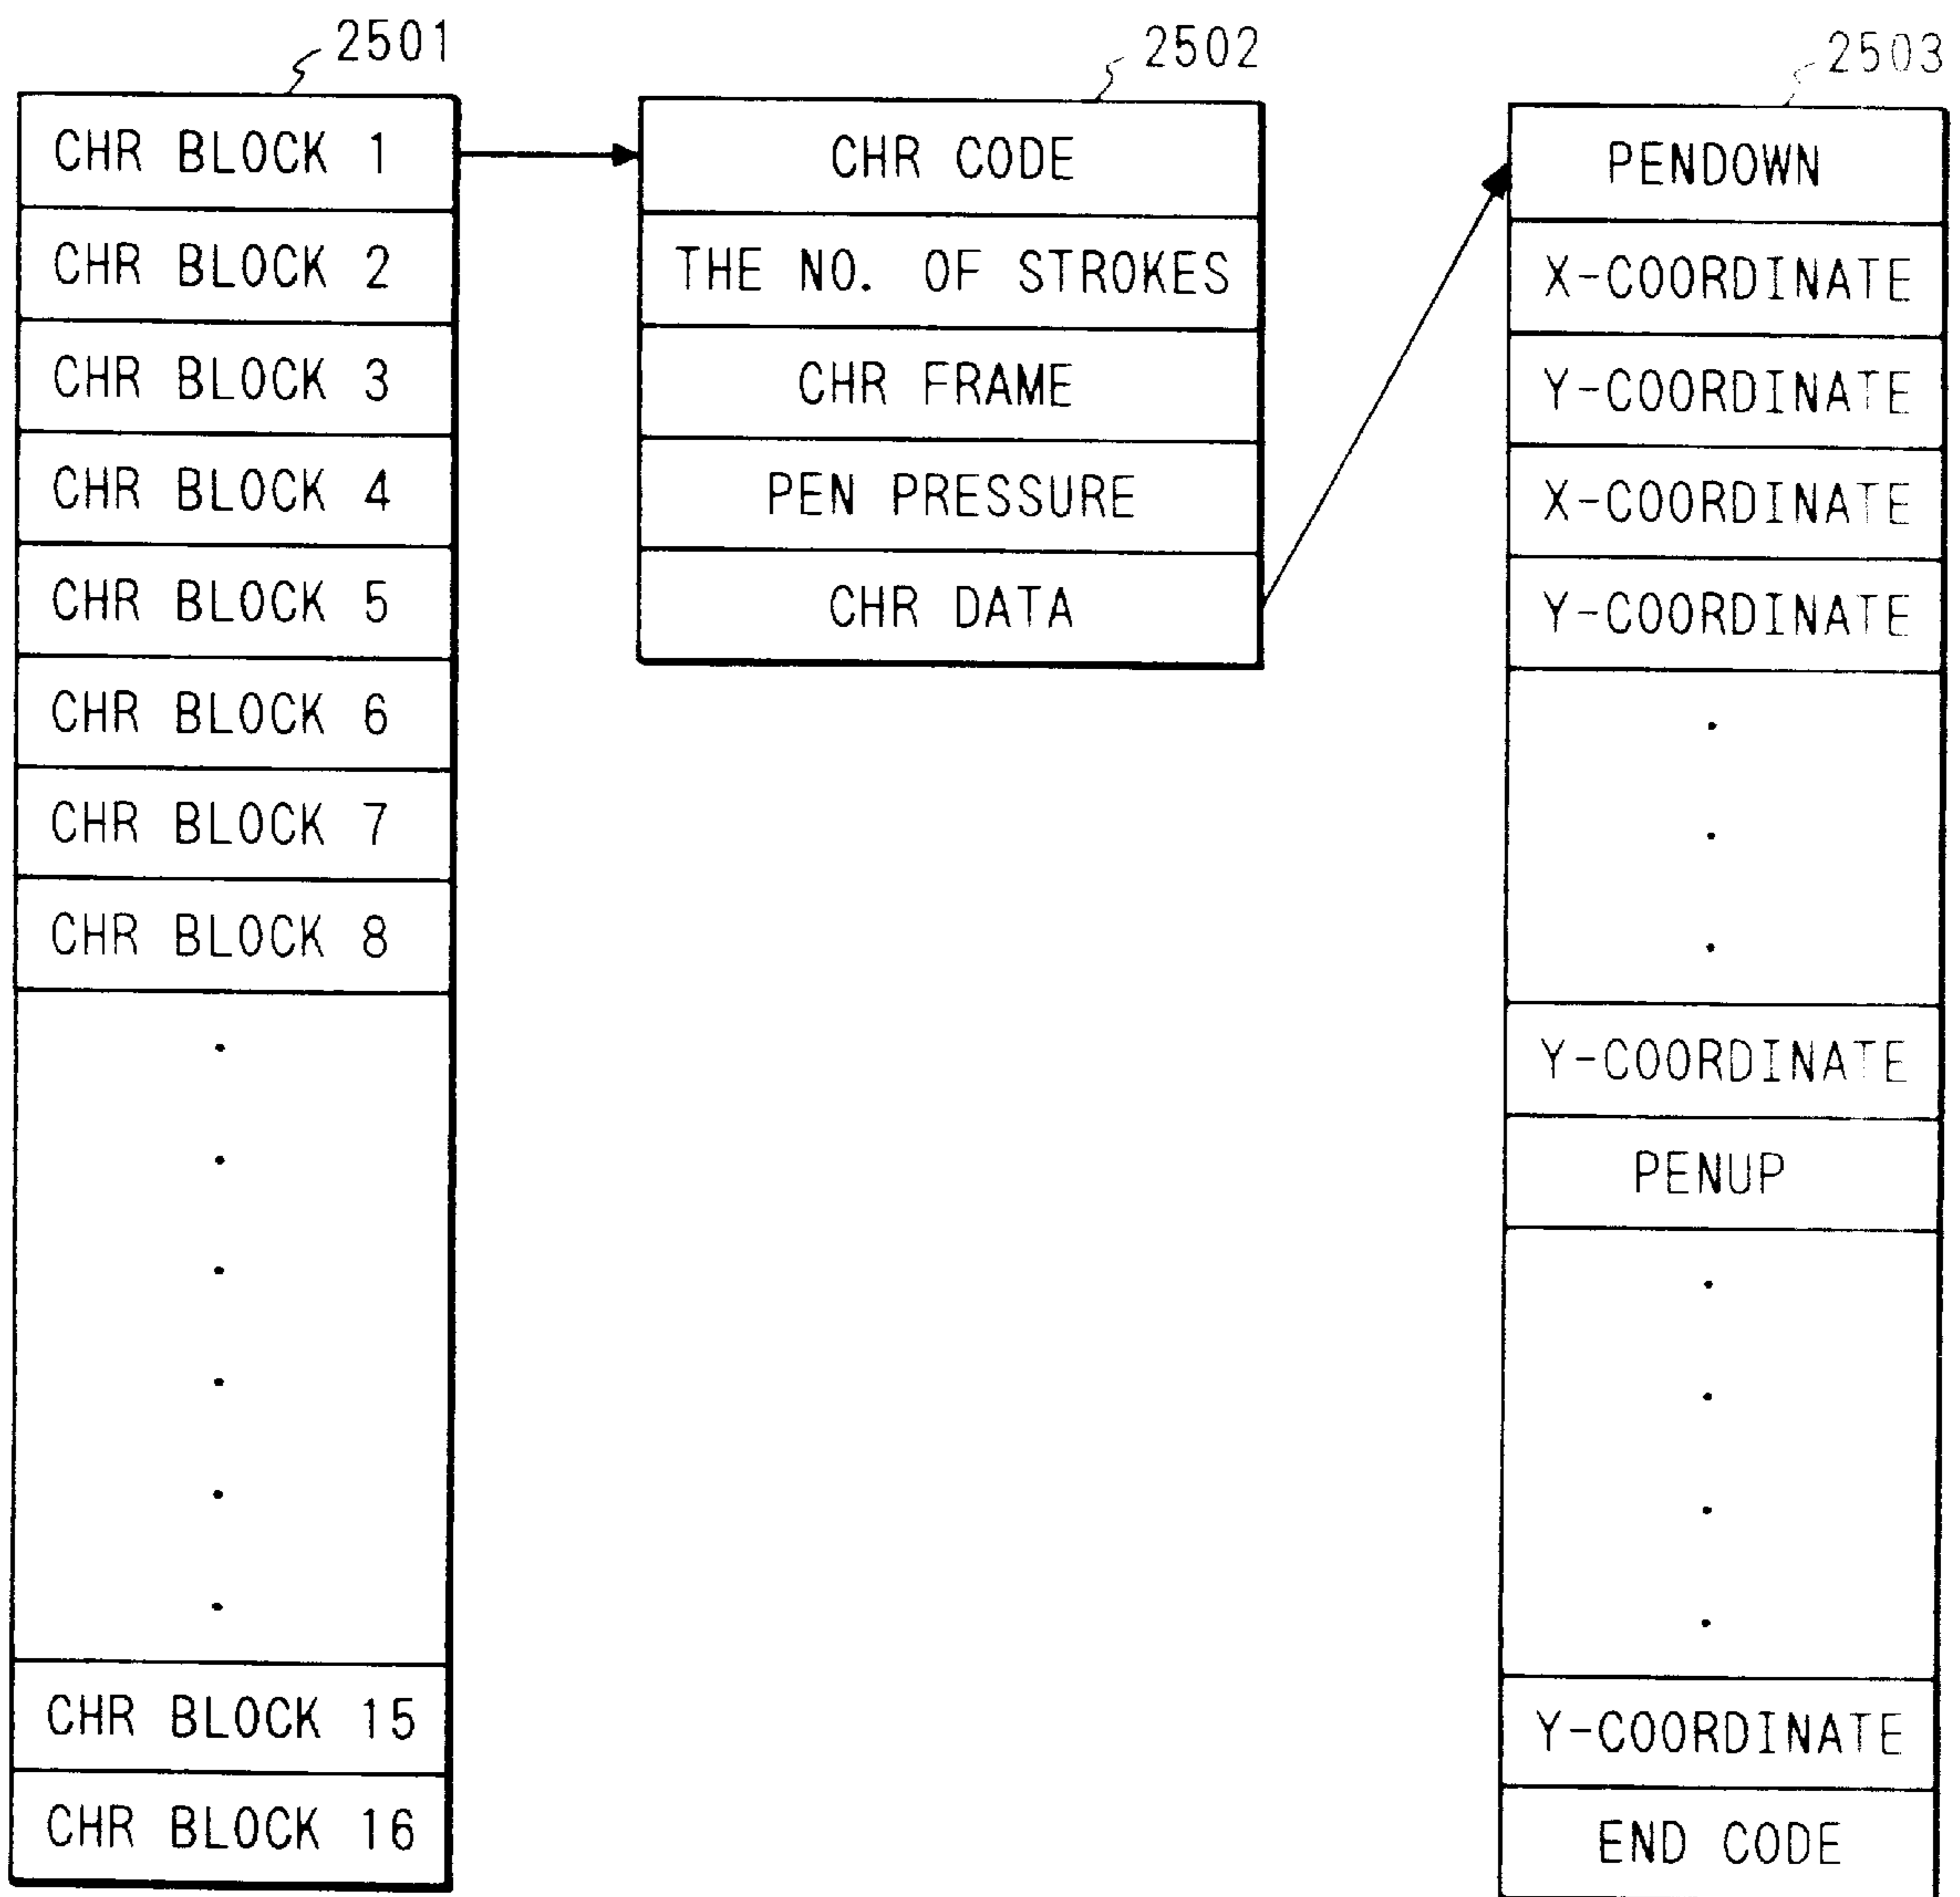 2501
CHR BLOCK 1
CHR BLOCK 2
CHR BLOCK 3
CHR BLOCK 4
CHR BLOCK 5
CHR BLOCK 6
CHR BLOCK 7
CHR BLOCK 8
CHR BLOCK 15
CHR BLOCK 16
2502
CHR CODE
THE NO. OF STROKES
CHR FRAME
PEN PRESSURE
CHR DATA
2503
PENDOWN
X-COORDINATE
Y-COORDINATE
X-COORDINATE
Y-COORDINATE
Y-COORDINATE
PENUP
Y-COORDINATE
END CODE